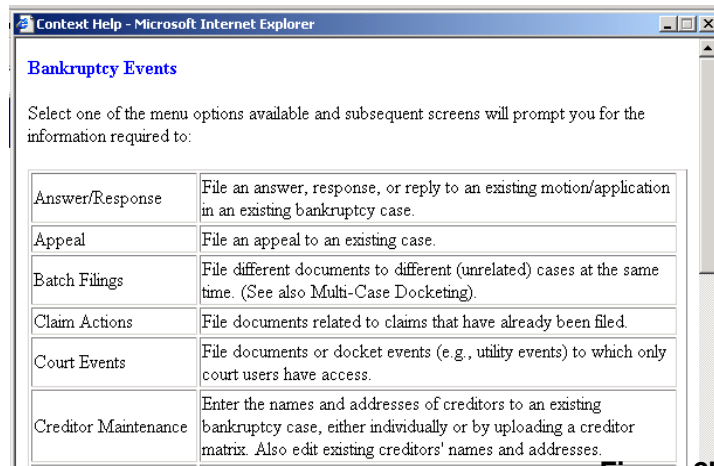 Context Help - Microsoft Internet Explorer
Bankruptcy Events
Select one of the menu options available and subsequent screens will prompt you for the
information required to:
Answer/Response
File an answer, response, or reply to an existing motion/application
in an existing bankruptcy case.
Appeal
File an appeal to an existing case.
Batch Filings
File different documents to different (unrelated) cases at the same
time. (See also Multi-Case Docketing).
Claim Actions
File documents related to claims that have already been filed.
Court Events
File documents or docket events (e.g., utility events) to which only
court users have access.
Creditor Maintenance
Enter the names and addresses of creditors to an existing
bankruptcy case, either individually or by uploading a creditor
matrix. Also edit existing creditors' names and addresses.